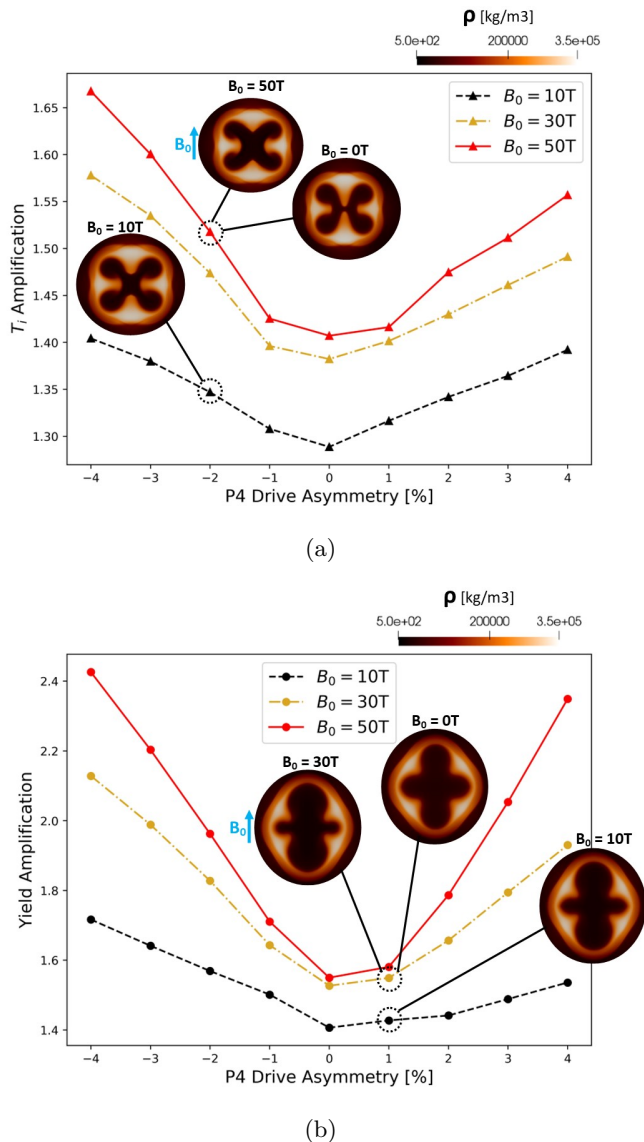 ρ [kg/m3]
5.0e+02 200000 3.5e+05
B₀ = 50T
B₀ = 10T
B₀ = 30T
B₀ = 50T
B₀
B₀ = 0T
B₀ = 10T
1.65
1.60
1.55
1.50
1.45
1.40
1.35
1.30
Tᵢ Amplification
−4 −3 −2 −1 0 1 2 3 4
P4 Drive Asymmetry [%]
(a)
ρ [kg/m3]
5.0e+02 200000 3.5e+05
B₀ = 10T
B₀ = 30T
B₀ = 50T
B₀ = 0T
B₀ = 30T
B₀
B₀ = 10T
2.4
2.2
2.0
1.8
1.6
1.4
Yield Amplification
−4 −3 −2 −1 0 1 2 3 4
P4 Drive Asymmetry [%]
(b)